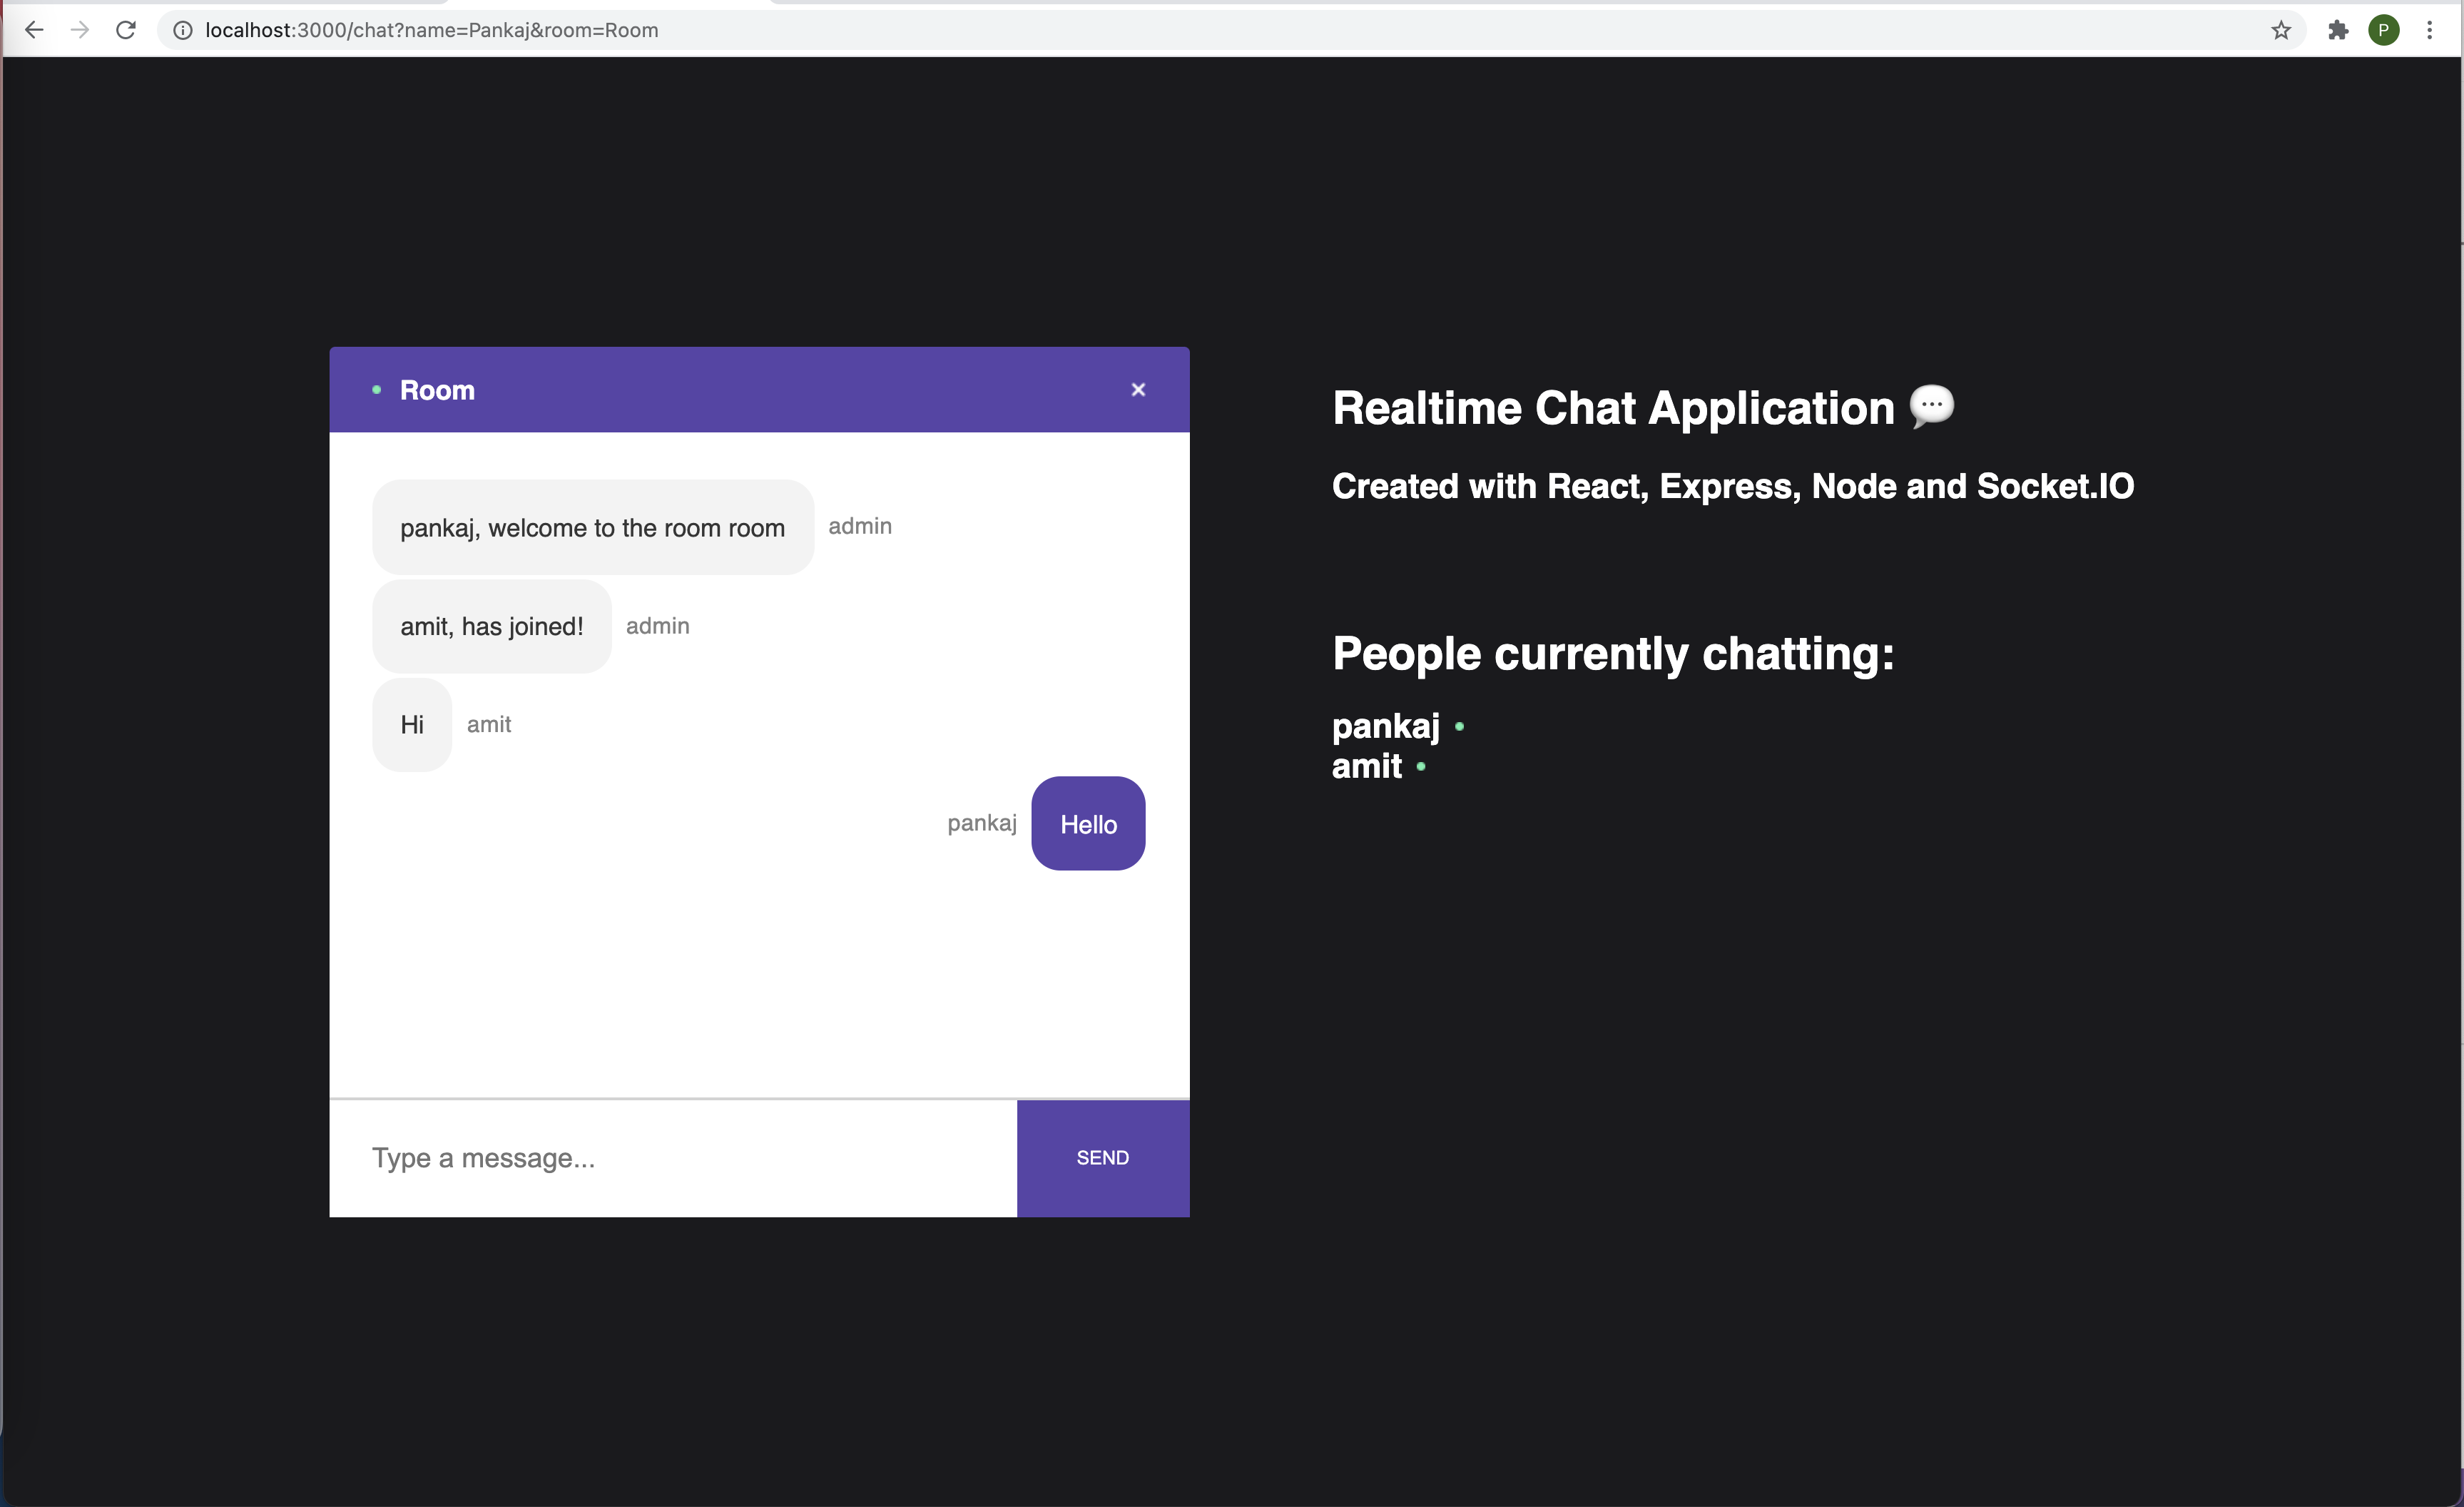 localhost:3000/chat?name=Pankaj&room=Room
P
Room
pankaj, welcome to the room room admin
amit, has joined! admin
Hi amit
pankaj Hello
Type a message...
SEND
Realtime Chat Application 💬
Created with React, Express, Node and Socket.IO
People currently chatting:
pankaj
amit